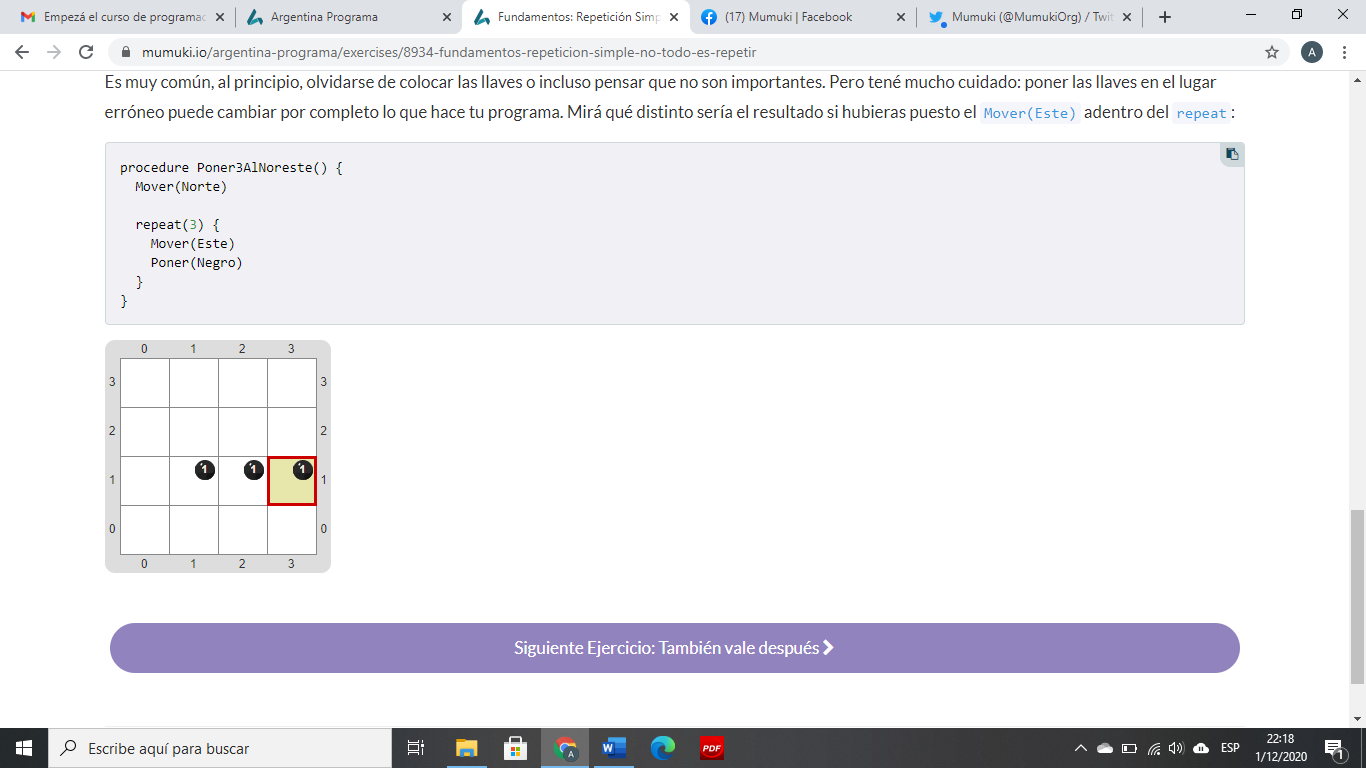 Empezá el curso de programac
Argentina Programa
Fundamentos: Repetición Simp
(17) Mumuki | Facebook
Mumuki (@MumukiOrg) / Twit
mumuki.io/argentina-programa/exercises/8934-fundamentos-repeticion-simple-no-todo-es-repetir
A
Es muy común, al principio, olvidarse de colocar las llaves o incluso pensar que no son importantes. Pero tené mucho cuidado: poner las llaves en el lugar
erróneo puede cambiar por completo lo que hace tu programa. Mirá qué distinto sería el resultado si hubieras puesto el Mover(Este) adentro del repeat:
procedure Poner3AlNoreste() {
Mover(Norte)
repeat(3) {
Mover(Este)
Poner(Negro)
}
}
0 1 2 3
3 3
2 2
1 1 1 1 1
0 0
0 1 2 3
Siguiente Ejercicio: También vale después
Escribe aquí para buscar
A
W
PDF
ESP
22:18
1/12/2020
1